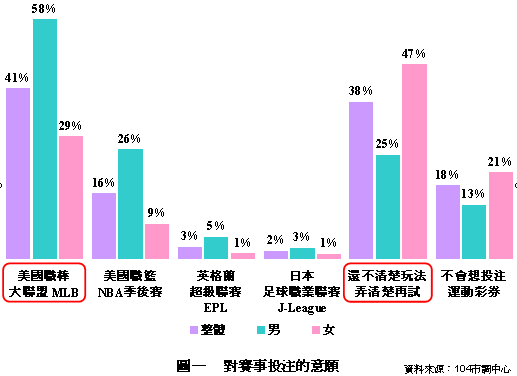 58%
41%
29%
16%
26%
9%
3%
5%
1%
2%
3%
1%
38%
25%
47%
18%
13%
21%
美國職棒
大聯盟 MLB
美國職籃
NBA季後賽
英格蘭
超級聯賽
EPL
日本
足球職業聯賽
J-League
還不清楚玩法
弄清楚再試
不會想投注
運動彩券
整體 男 女
圖一 對賽事投注的意願
資料來源：104市調中心